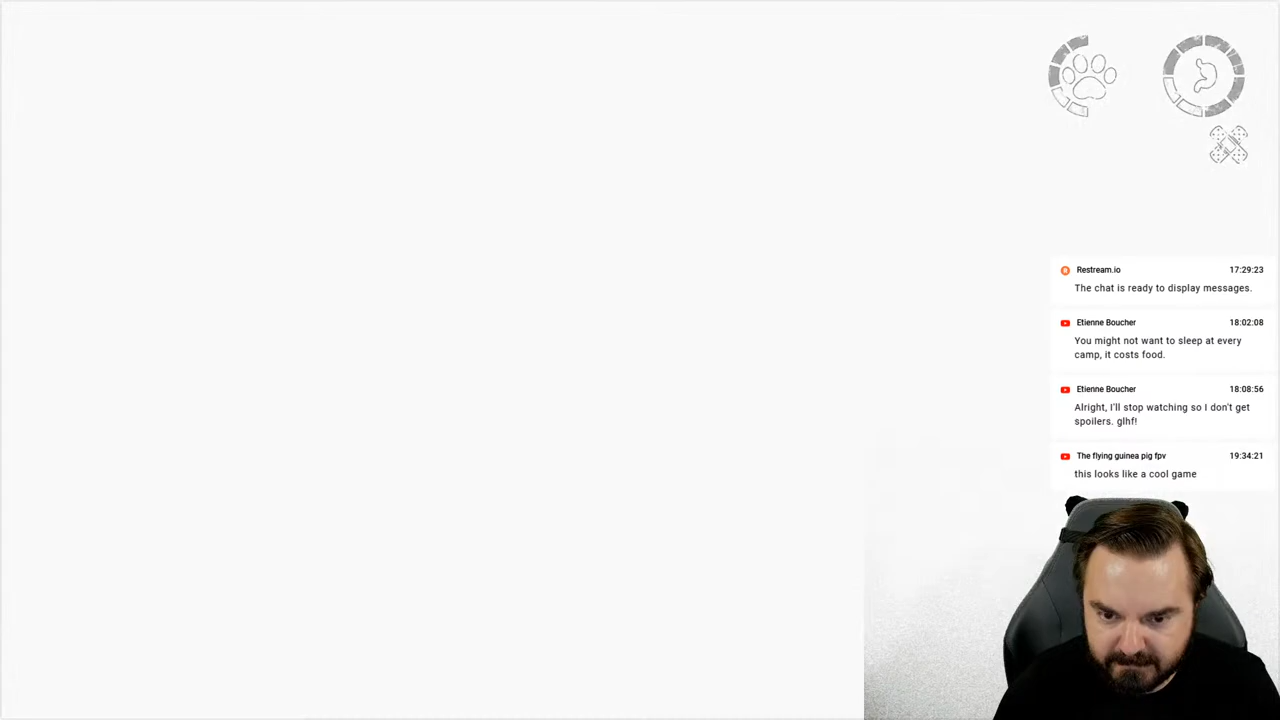 Restream.io 17:29:23
The chat is ready to display messages.
Etienne Boucher 18:02:08
You might not want to sleep at every
camp, it costs food.
Etienne Boucher 18:08:56
Alright, I'll stop watching so I don't get
spoilers. glhf!
The flying guinea pig fpv 19:34:21
this looks like a cool game